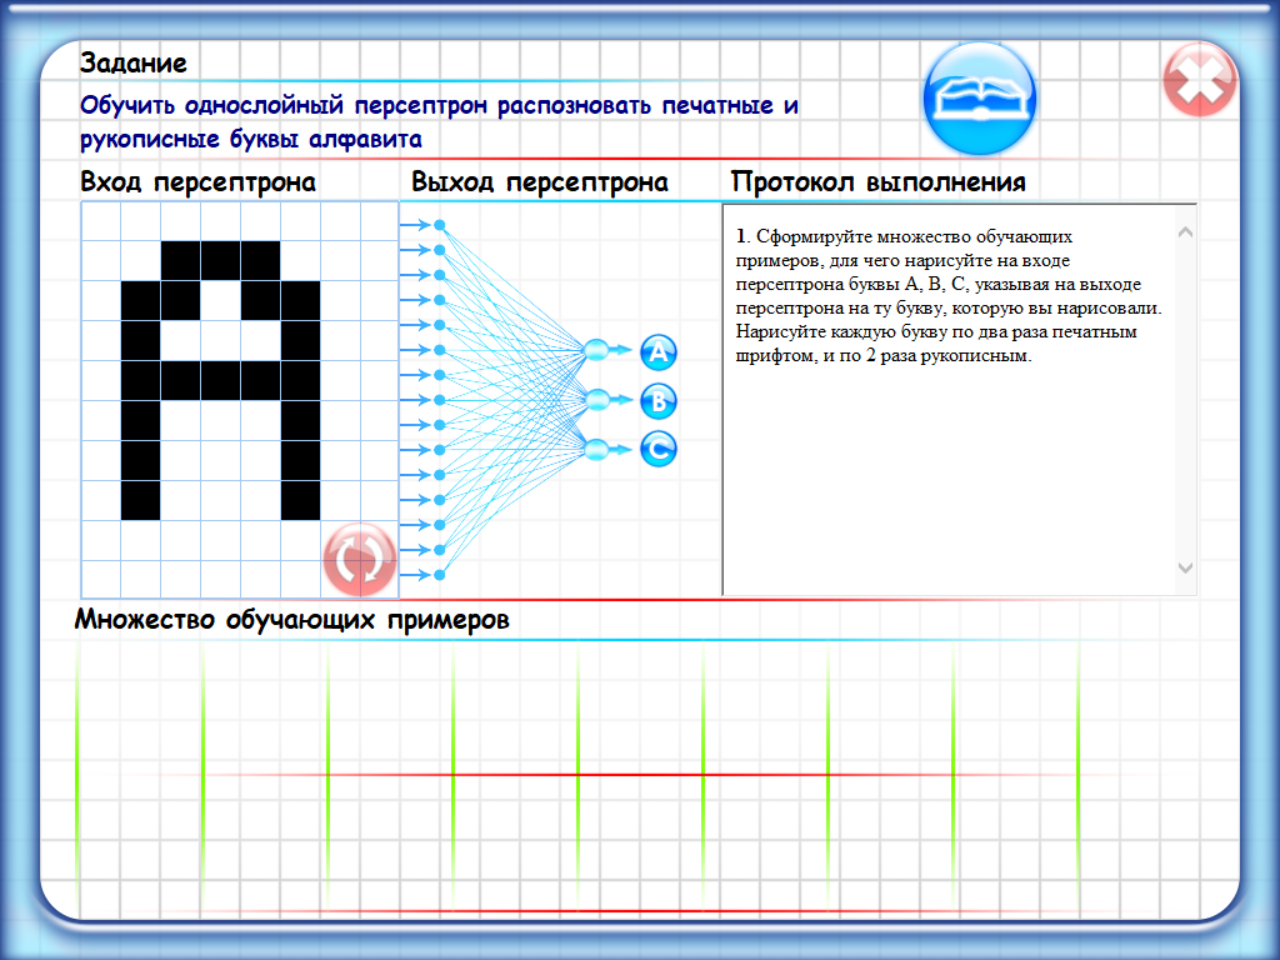 Задание
Обучить однослойный персептрон распозновать печатные и
рукописные буквы алфавита
Вход персептрона
Выход персептрона
Протокол выполнения
1. Сформируйте множество обучающих
примеров, для чего нарисуйте на входе
персептрона буквы А, В, С, указывая на выходе
персептрона на ту букву, которую вы нарисовали.
Нарисуйте каждую букву по два раза печатным
шрифтом, и по 2 раза рукописным.
A
B
C
Множество обучающих примеров